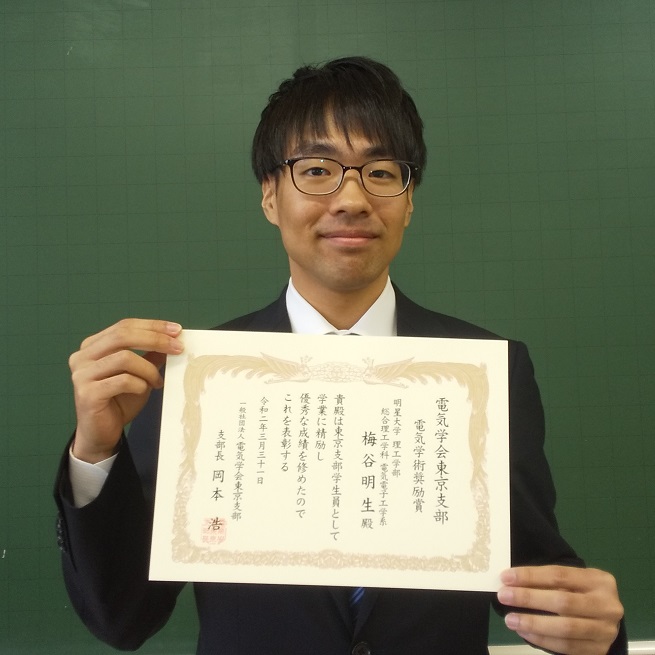 電気学会東京支部
電気学術奨励賞
明星大学 理工学部
総合理工学科 電気電子工学系
梅谷明生殿
貴殿は東京支部学生員として
学業に精励し
優秀な成績を修めたので
これを表彰する
令和二年三月三十一日
一般社団法人電気学会東京支部
支部長 岡本 浩